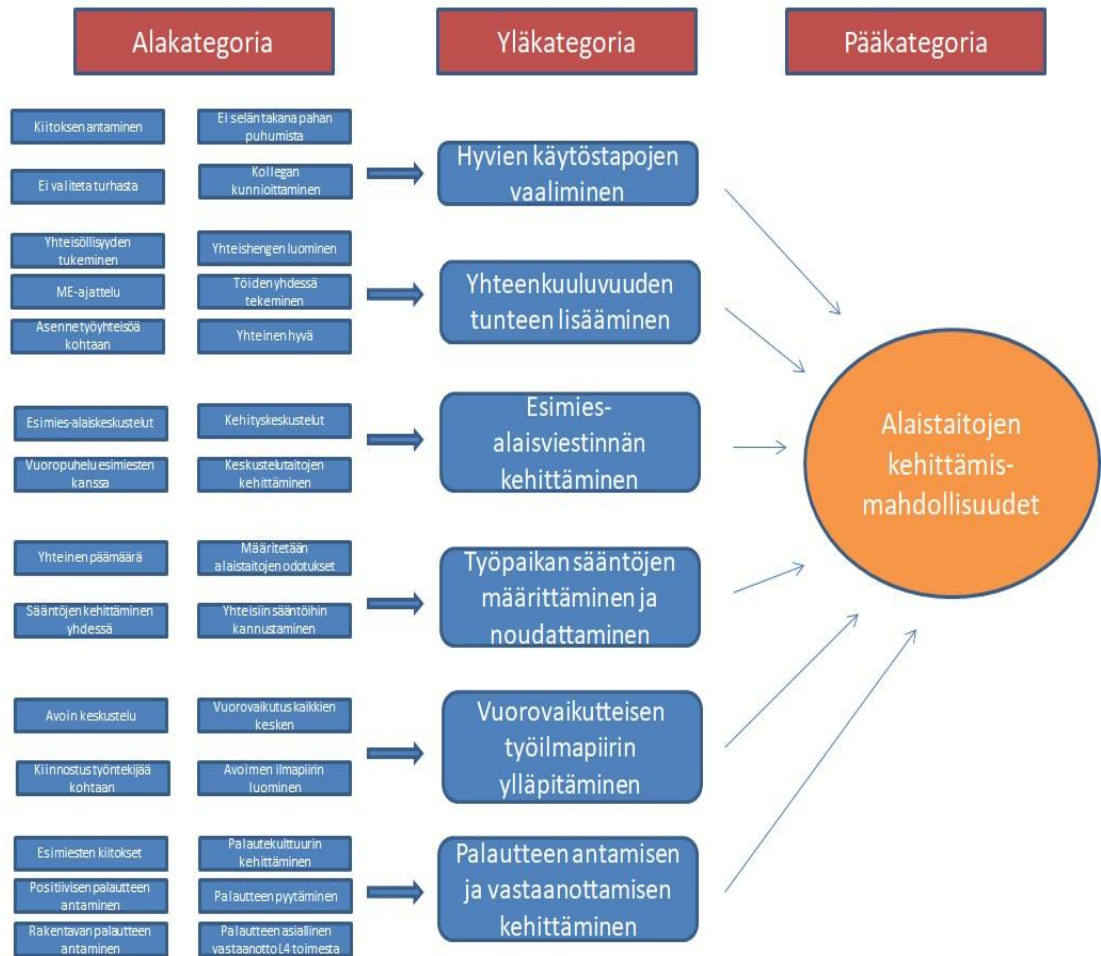 Alakategoria
Yläkategoria
Pääkategoria
Kiitoksen antaminen
Ei selän takana pahan
puhumista
Ei valiteta turhasta
Kollegan
kunnioittaminen
Hyvien käytöstapojen
vaaliminen
Yhteisöllisyyden
tukeminen
Yhteishengen luominen
ME-ajattelu
Töiden yhdessä
tekeminen
Asenne työyhteisöä
kohtaan
Yhteinen hyvä
Yhteenkuuluvuuden
tunteen lisääminen
Esimies-alaiskeskustelut
Kehityskeskustelut
Vuoropuhelu esimiesten
kanssa
Keskustelutaitojen
kehittäminen
Esimies-
alaisviestinnän
kehittäminen
Yhteinen päämäärä
Määritetään
alaistaitojen odotukset
Sääntöjen kehittäminen
yhdessä
Yhteisiin sääntöihin
kannustaminen
Työpaikan sääntöjen
määrittäminen ja
noudattaminen
Avoin keskustelu
Vuorovaikutus kaikkien
kesken
Kiinnostus työntekijää
kohtaan
Avoimen ilmapiirin
luominen
Vuorovaikutteisen
työilmapiirin
ylläpitäminen
Esimiesten kiitokset
Palautekulttuurin
kehittäminen
Positiivisen palautteen
antaminen
Palautteen pyytäminen
Rakentavan palautteen
antaminen
Palautteen asiallinen
vastaanotto L4 toimesta
Palautteen antamisen
ja vastaanottamisen
kehittäminen
Alaistaitojen
kehittämis-
mahdollisuudet